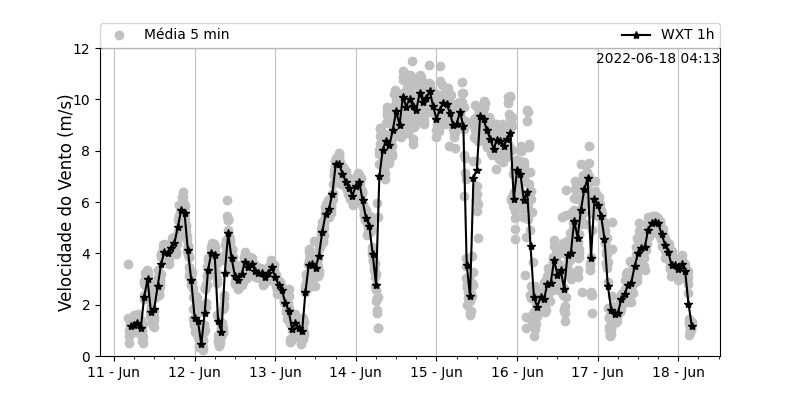 Média 5 min
WXT 1h
2022-06-18 04:13
Velocidade do Vento (m/s)
12
10
8
6
4
2
0
11 - Jun
12 - Jun
13 - Jun
14 - Jun
15 - Jun
16 - Jun
17 - Jun
18 - Jun